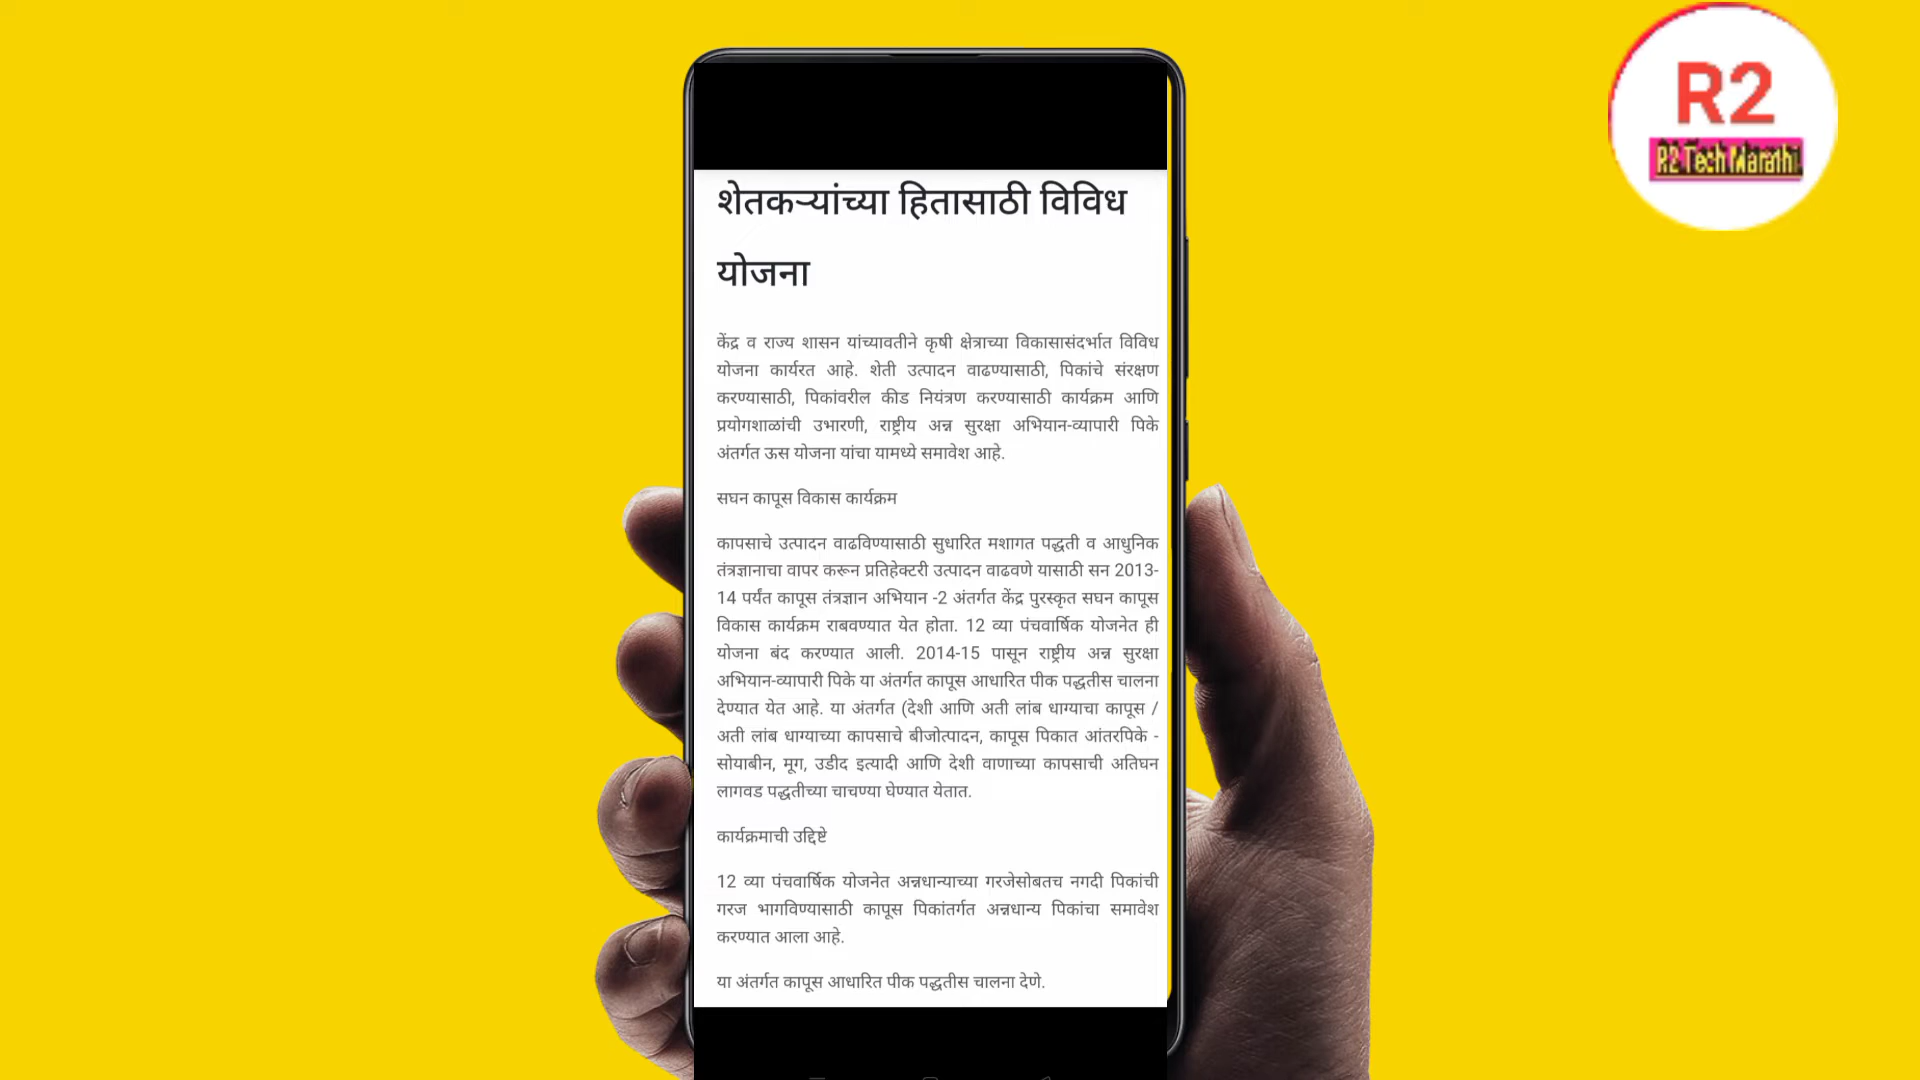 R2
R2 Tech Marathi
शेतकऱ्यांच्या हितासाठी विविध
योजना
केंद्र व राज्य शासन यांच्यावतीने कृषी क्षेत्राच्या विकासासंदर्भात विविध
योजना कार्यरत आहे. शेती उत्पादन वाढण्यासाठी, पिकांचे संरक्षण
करण्यासाठी, पिकांवरील कीड नियंत्रण करण्यासाठी कार्यक्रम आणि
प्रयोगशाळांची उभारणी, राष्ट्रीय अन्न सुरक्षा अभियान-व्यापारी पिके
अंतर्गत ऊस योजना यांचा यामध्ये समावेश आहे.
सघन कापूस विकास कार्यक्रम
कापसाचे उत्पादन वाढविण्यासाठी सुधारित मशागत पद्धती व आधुनिक
तंत्रज्ञानाचा वापर करून प्रतिहेक्टरी उत्पादन वाढवणे यासाठी सन 2013-
14 पर्यंत कापूस तंत्रज्ञान अभियान -2 अंतर्गत केंद्र पुरस्कृत सघन कापूस
विकास कार्यक्रम राबवण्यात येत होता. 12 व्या पंचवार्षिक योजनेत ही
योजना बंद करण्यात आली. 2014-15 पासून राष्ट्रीय अन्न सुरक्षा
अभियान-व्यापारी पिके या अंतर्गत कापूस आधारित पीक पद्धतीस चालना
देण्यात येत आहे. या अंतर्गत (देशी आणि अती लांब धाग्याचा कापूस /
अती लांब धाग्याच्या कापसाचे बीजोत्पादन, कापूस पिकात आंतरपिके -
सोयाबीन, मूग, उडीद इत्यादी आणि देशी वाणाच्या कापसाची अतिघन
लागवड पद्धतीच्या चाचण्या घेण्यात येतात.
कार्यक्रमाची उद्दिष्टे
12 व्या पंचवार्षिक योजनेत अन्नधान्याच्या गरजेसोबतच नगदी पिकांची
गरज भागविण्यासाठी कापूस पिकांतर्गत अन्नधान्य पिकांचा समावेश
करण्यात आला आहे.
या अंतर्गत कापूस आधारित पीक पद्धतीस चालना देणे.